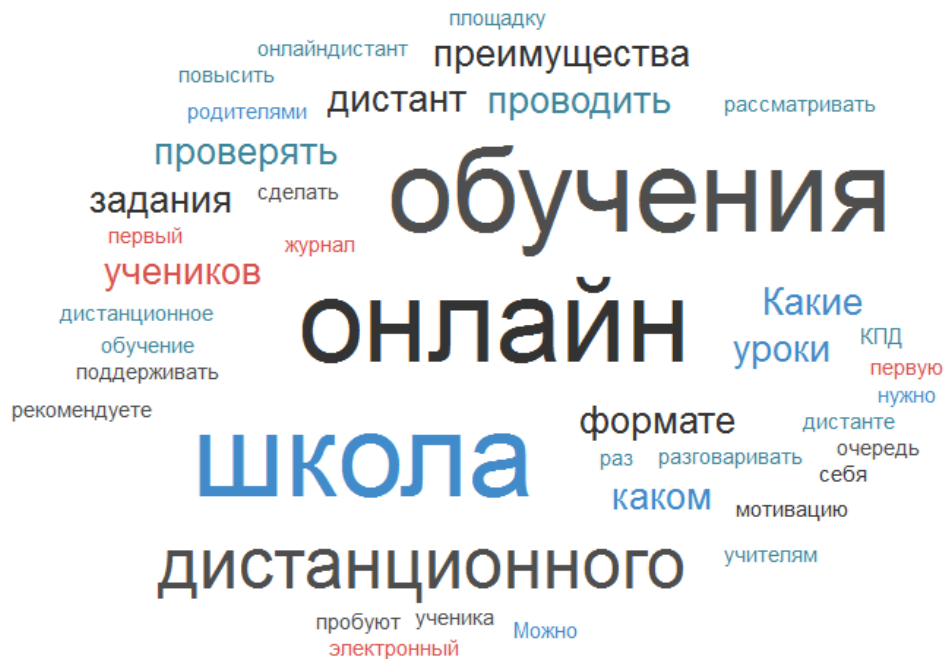 площадку
онлайндистант
преимущества
повысить
родителями
дистант
проводить
рассматривать
проверять
обучения
задания
сделать
первый
журнал
учеников
дистанционное
онлайн
Какие
обучение
уроки
КПД
поддерживать
первую
нужно
рекомендуете
школа
формате
дистанте
раз
разговаривать
очередь
себя
каком
мотивацию
дистанционного
учителям
пробуют
ученика
Можно
электронный